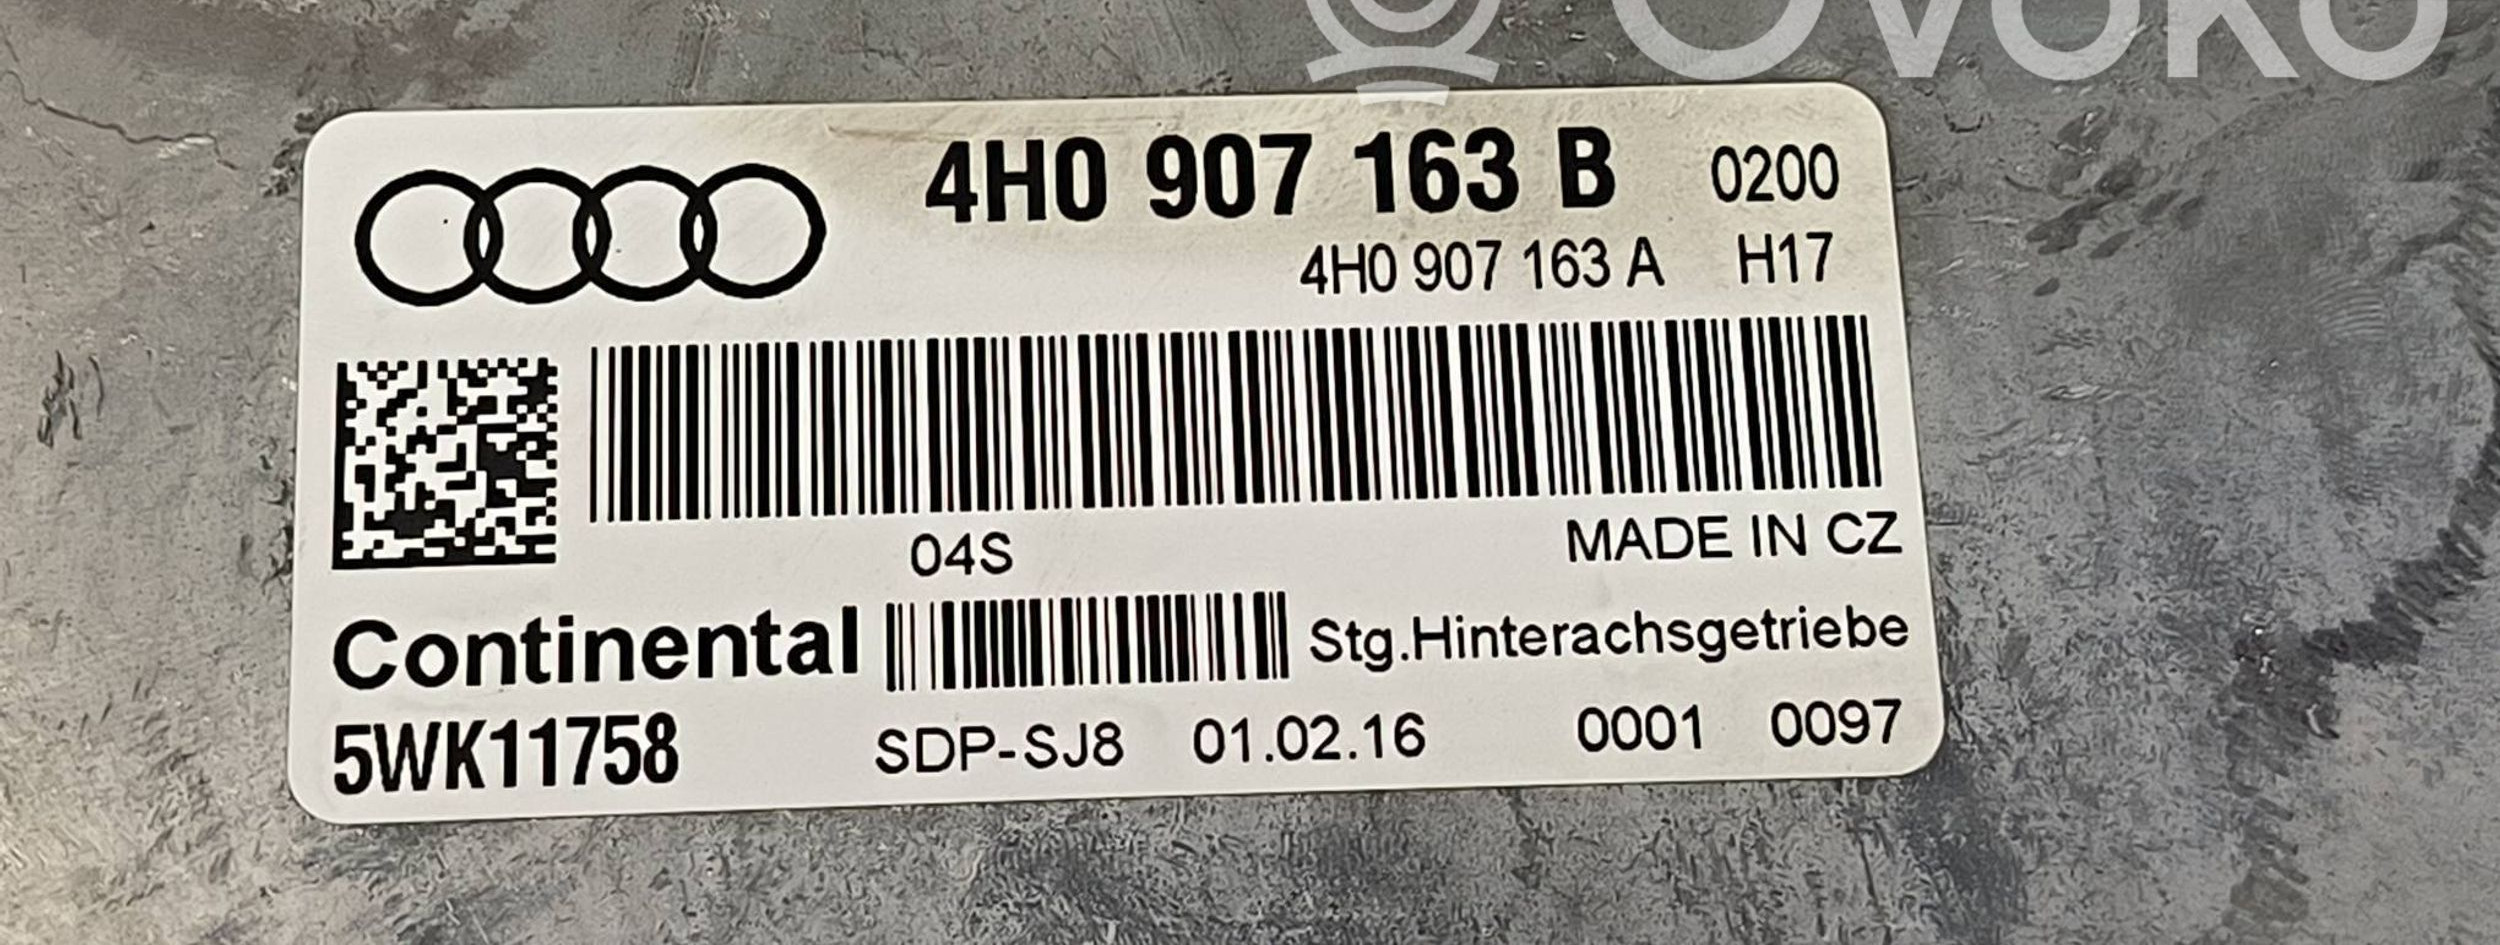 OVOKO
4H0 907 163 B 0200
4H0 907 163 A H17
04S MADE IN CZ
Continental Stg.Hinterachsgetriebe
5WK11758 SDP-SJ8 01.02.16 0001 0097